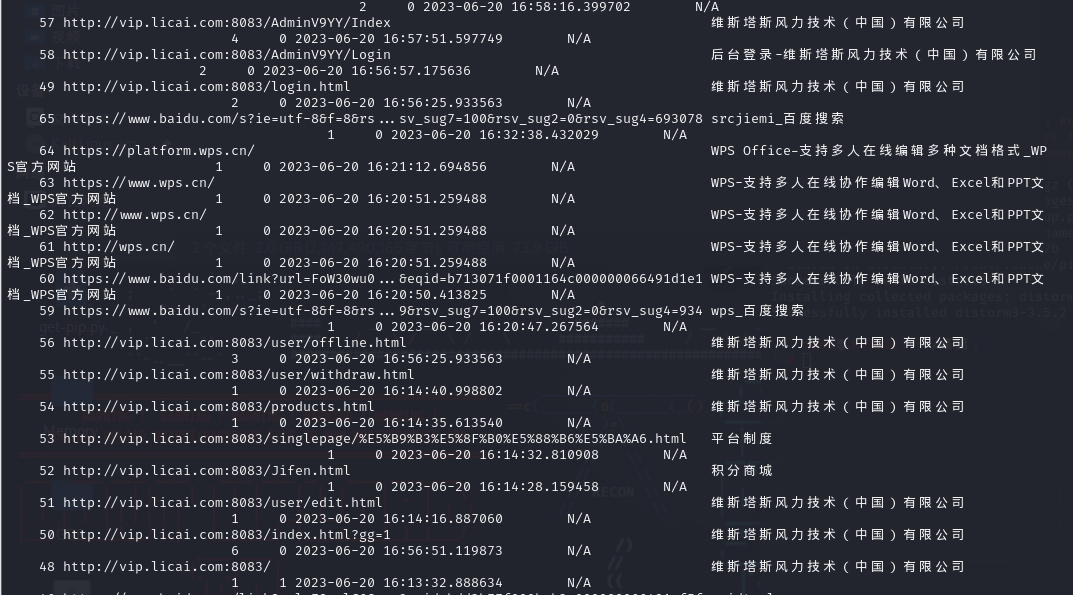 2 0 2023-06-20 16:58:16.399702 N/A
57 http://vip.licai.com:8083/AdminV9YY/Index 维斯塔斯风力技术（中国）有限公司
4 0 2023-06-20 16:57:51.597749 N/A
58 http://vip.licai.com:8083/AdminV9YY/Login 后台登录-维斯塔斯风力技术（中国）有限公司
2 0 2023-06-20 16:56:57.175636 N/A
49 http://vip.licai.com:8083/login.html 维斯塔斯风力技术（中国）有限公司
2 0 2023-06-20 16:56:25.933563 N/A
65 https://www.baidu.com/s?ie=utf-8&f=8&rs...sv_sug7=100&rsv_sug2=0&rsv_sug4=693078 srcjiemi_百度搜索
1 0 2023-06-20 16:32:38.432029 N/A
64 https://platform.wps.cn/ WPS Office-支持多人在线编辑多种文档格式_WP
S官方网站 1 0 2023-06-20 16:21:12.694856 N/A
63 https://www.wps.cn/ WPS-支持多人在线协作编辑Word、Excel和PPT文
档_WPS官方网站 1 0 2023-06-20 16:20:51.259488 N/A
62 http://www.wps.cn/ WPS-支持多人在线协作编辑Word、Excel和PPT文
档_WPS官方网站 1 0 2023-06-20 16:20:51.259488 N/A
61 http://wps.cn/ WPS-支持多人在线协作编辑Word、Excel和PPT文
档_WPS官方网站 1 0 2023-06-20 16:20:51.259488 N/A
60 https://www.baidu.com/link?url=FoW30wu0...&eqid=b713071f0001164c000000066491d1e1 WPS-支持多人在线协作编辑Word、Excel和PPT文
档_WPS官方网站 1 0 2023-06-20 16:20:50.413825 N/A
59 https://www.baidu.com/s?ie=utf-8&f=8&rs...9&rsv_sug7=100&rsv_sug2=0&rsv_sug4=934 wps_百度搜索
1 0 2023-06-20 16:20:47.267564 N/A
56 http://vip.licai.com:8083/user/offline.html 维斯塔斯风力技术（中国）有限公司
3 0 2023-06-20 16:56:25.933563 N/A
55 http://vip.licai.com:8083/user/withdraw.html 维斯塔斯风力技术（中国）有限公司
1 0 2023-06-20 16:14:40.998802 N/A
54 http://vip.licai.com:8083/products.html 维斯塔斯风力技术（中国）有限公司
1 0 2023-06-20 16:14:35.613540 N/A
53 http://vip.licai.com:8083/singlepage/%E5%B9%B3%E5%8F%B0%E5%88%B6%E5%BA%A6.html 平台制度
1 0 2023-06-20 16:14:32.810908 N/A
52 http://vip.licai.com:8083/Jifen.html 积分商城
1 0 2023-06-20 16:14:28.159458 N/A
51 http://vip.licai.com:8083/user/edit.html 维斯塔斯风力技术（中国）有限公司
1 0 2023-06-20 16:14:16.887060 N/A
50 http://vip.licai.com:8083/index.html?gg=1 维斯塔斯风力技术（中国）有限公司
6 0 2023-06-20 16:56:51.119873 N/A
48 http://vip.licai.com:8083/ 维斯塔斯风力技术（中国）有限公司
1 1 2023-06-20 16:13:32.888634 N/A